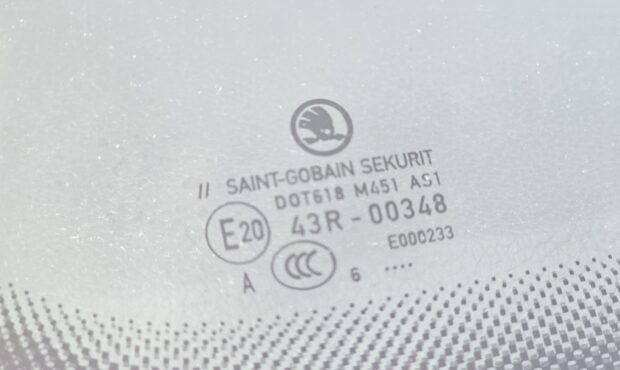 // SAINT-GOBAIN SEKURIT
DOT618 M451 AS1
E20 43R - 00348
CCC E000233
A 6 ....